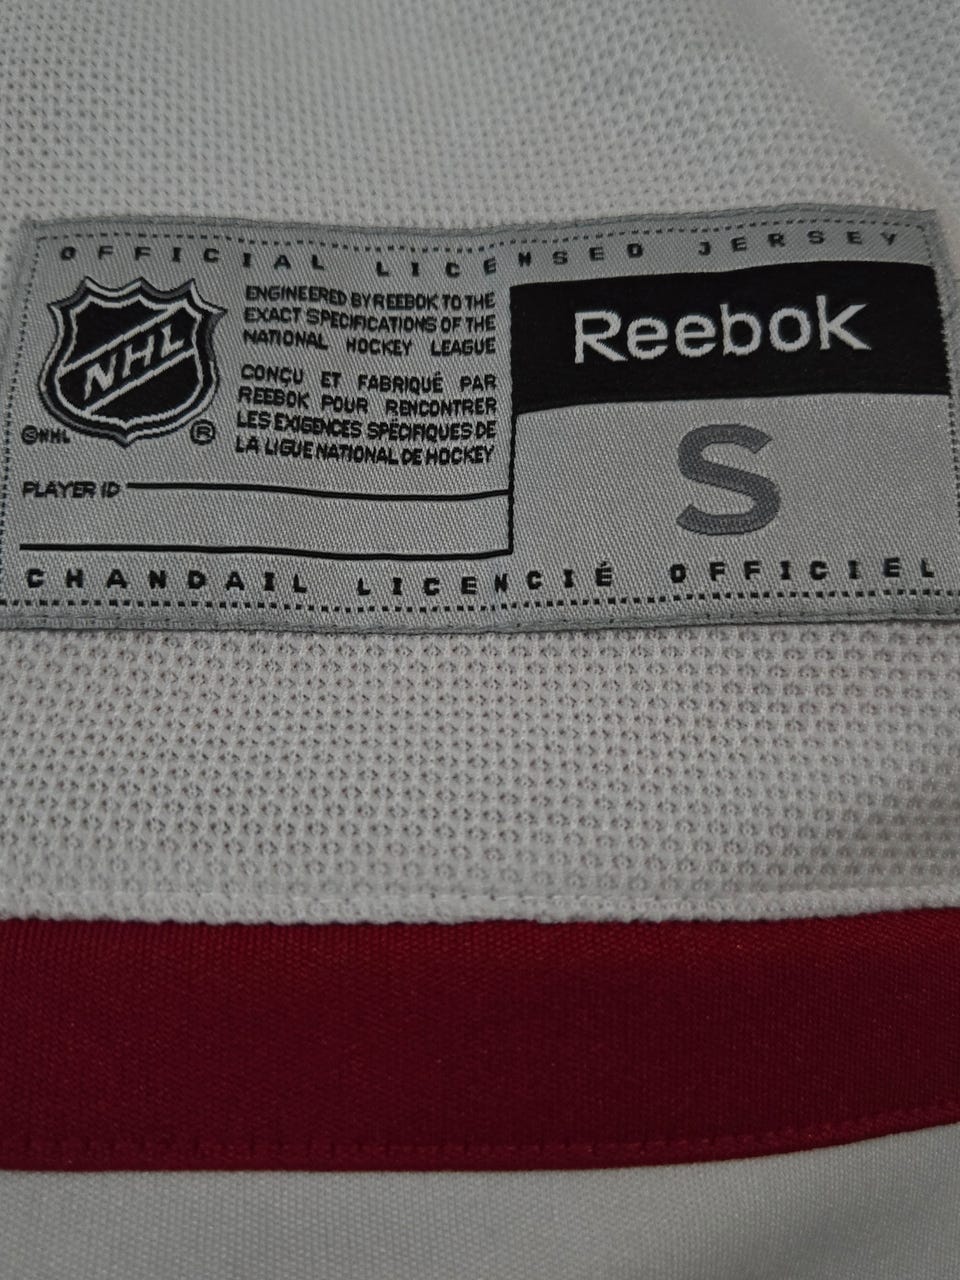 OFFICIAL LICENSED JERSEY
NHL
©NHL
®
ENGINEERED BY REEBOK TO THE
EXACT SPECIFICATIONS OF THE
NATIONAL HOCKEY LEAGUE
CONÇU ET FABRIQUÉ PAR
REEBOK POUR RENCONTRER
LES EXIGENCES SPÉCIFIQUES DE
LA LIGUE NATIONAL DE HOCKEY
PLAYER ID
Reebok
S
CHANDAIL LICENCIÉ OFFICIEL